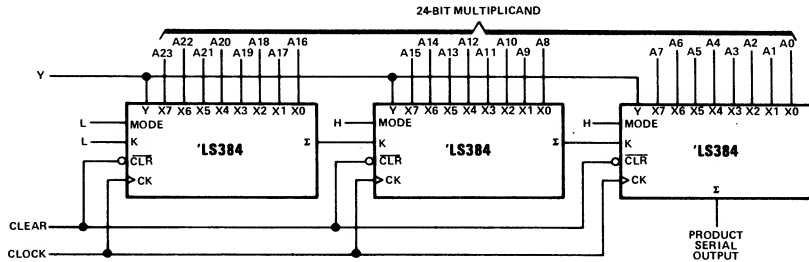 24-BIT MULTIPLICAND
A23 A22 A21 A20 A19 A18 A17 A16
A15 A14 A13 A12 A11 A10 A9 A8
A7 A6 A5 A4 A3 A2 A1 A0
Y
Y X7 X6 X5 X4 X3 X2 X1 X0
L MODE
L K
'LS384
Σ
CLR
CK
Y X7 X6 X5 X4 X3 X2 X1 X0
H MODE
K
'LS384
Σ
CLR
CK
Y X7 X6 X5 X4 X3 X2 X1 X0
H MODE
K
'LS384
CLR
CK
Σ
CLEAR
CLOCK
PRODUCT
SERIAL
OUTPUT